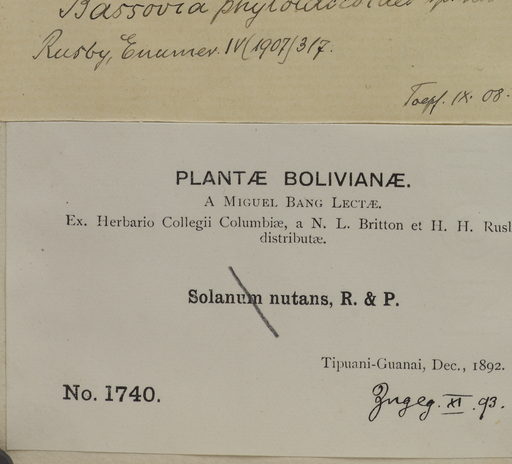 Bassovia phytolaccoides
Rusby, Enumer. IV (1907) 317.
Toepf. IX. 08.
PLANTÆ BOLIVIANÆ.
A MIGUEL BANG LECTÆ.
Ex. Herbario Collegii Columbiæ, a N. L. Britton et H. H. Rusb
distributæ.
Solanum nutans, R. & P.
Tipuani-Guanai, Dec., 1892.
No. 1740.
Ingeg. XI. 93.